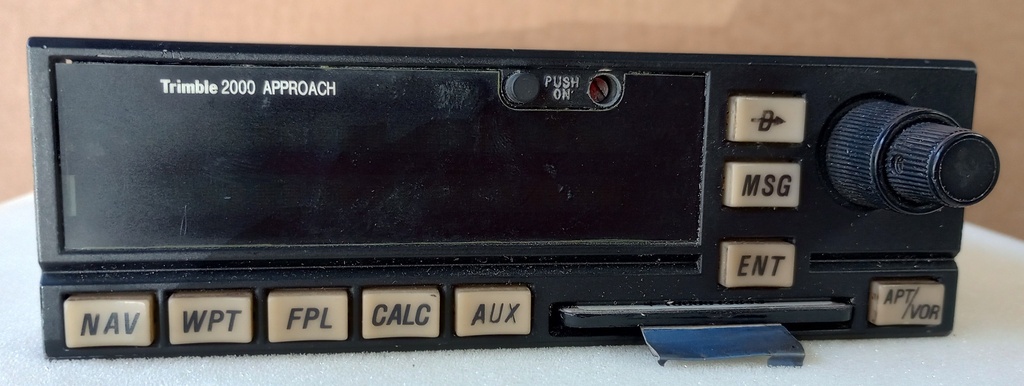 Trimble 2000 APPROACH
PUSH
ON
D
MSG
ENT
NAV
WPT
FPL
CALC
AUX
APT/
/VOR